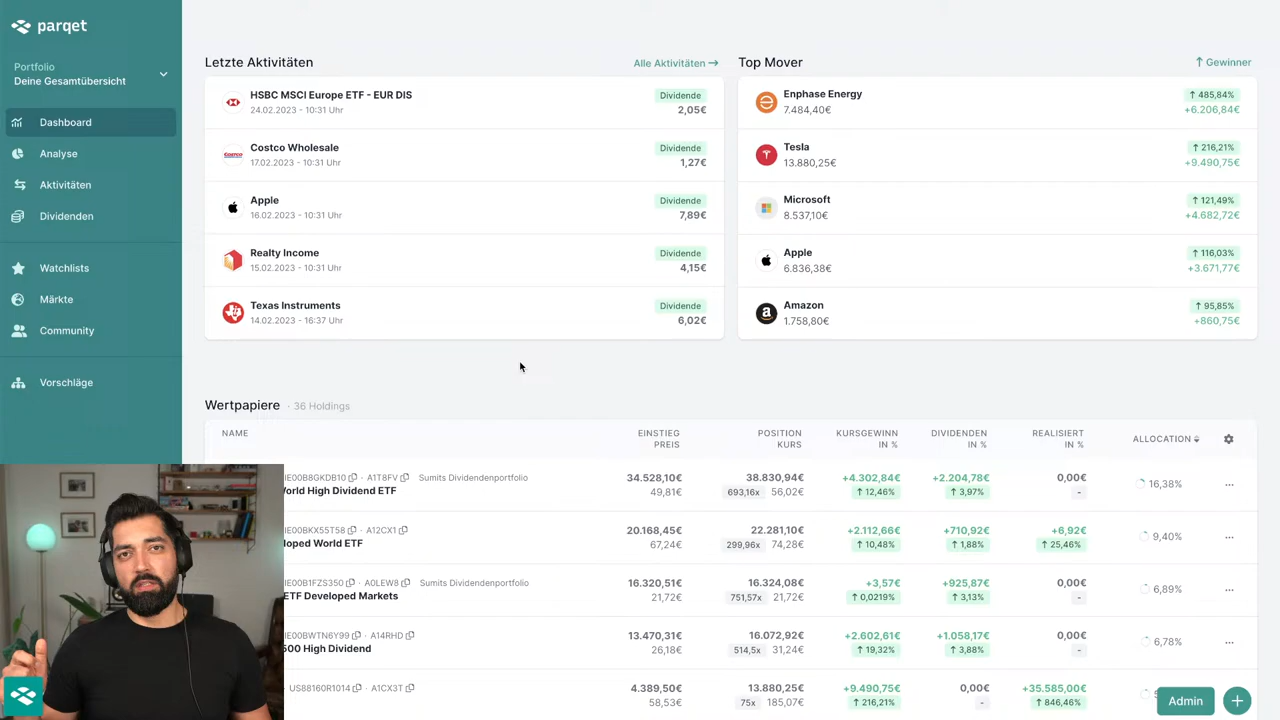 parqet
Portfolio
Deine Gesamtübersicht
Dashboard
Analyse
Aktivitäten
Dividenden
Watchlists
Märkte
Community
Vorschläge
Letzte Aktivitäten
Alle Aktivitäten →
HSBC MSCI Europe ETF - EUR DIS
24.02.2023 - 10:31 Uhr
Dividende
2,05€
Costco Wholesale
17.02.2023 - 10:31 Uhr
Dividende
1,27€
Apple
16.02.2023 - 10:31 Uhr
Dividende
7,89€
Realty Income
15.02.2023 - 10:31 Uhr
Dividende
4,15€
Texas Instruments
14.02.2023 - 16:37 Uhr
Dividende
6,02€
Top Mover
↑ Gewinner
Enphase Energy
7.484,40€
↑ 485,84%
+6.206,84€
Tesla
13.880,25€
↑ 216,21%
+9.490,75€
Microsoft
8.537,10€
↑ 121,49%
+4.682,72€
Apple
6.836,38€
↑ 116,03%
+3.671,77€
Amazon
1.758,80€
↑ 95,85%
+860,75€
Wertpapiere · 36 Holdings
NAME
EINSTIEG
PREIS
POSITION
KURS
KURSGEWINN
IN %
DIVIDENDEN
IN %
REALISIERT
IN %
ALLOCATION
IE00B8GKDB10 · A1T8FV Sumits Dividendenportfolio
World High Dividend ETF
34.528,10€
49,81€
38.830,94€
693,16x 56,02€
+4.302,84€
↑ 12,46%
+2.204,78€
↑ 3,97%
0,00€
-
16,38%
IE00BKX55T58 · A12CX1
loped World ETF
20.168,45€
67,24€
22.281,10€
299,96x 74,28€
+2.112,66€
↑ 10,48%
+710,92€
↑ 1,88%
+6,92€
↑ 25,46%
9,40%
IE00B1FZS350 · A0LEW8 Sumits Dividendenportfolio
ETF Developed Markets
16.320,51€
21,72€
16.324,08€
751,57x 21,72€
+3,57€
↑ 0,0219%
+925,87€
↑ 3,13%
0,00€
-
6,89%
IE00BWTN6Y99 · A14RHD
500 High Dividend
13.470,31€
26,18€
16.072,92€
514,5x 31,24€
+2.602,61€
↑ 19,32%
+1.058,17€
↑ 3,88%
0,00€
-
6,78%
US88160R1014 · A1CX3T
4.389,50€
58,53€
13.880,25€
75x 185,07€
+9.490,75€
↑ 216,21%
0,00€
-
+35.585,00€
↑ 846,46%
Admin